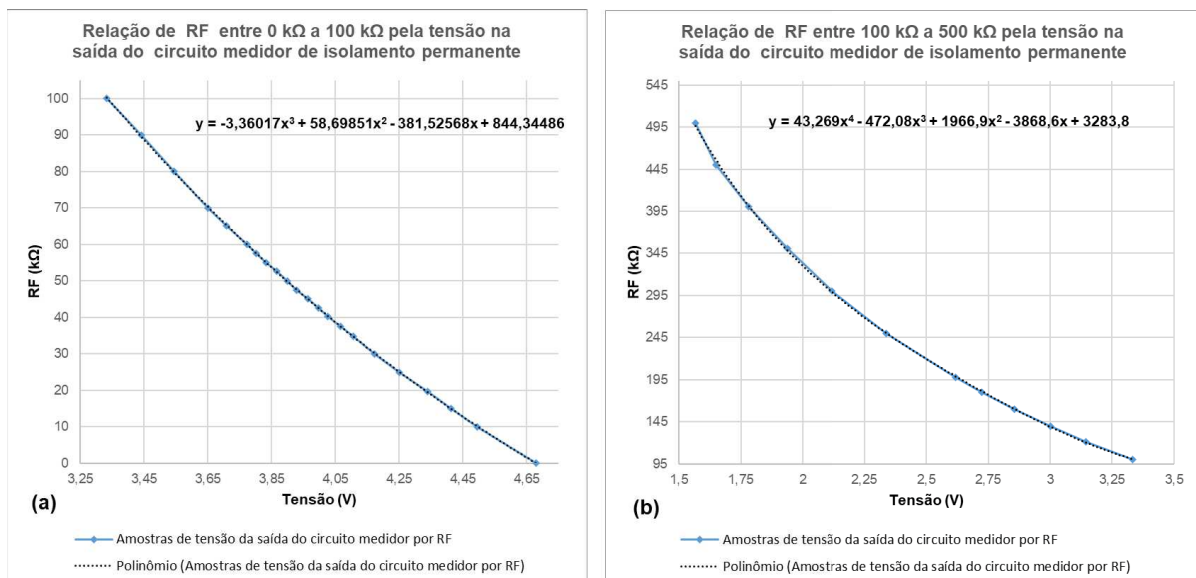 Relação de RF entre 0 kΩ a 100 kΩ pela tensão na
saída do circuito medidor de isolamento permanente
y = -3,36017x³ + 58,69851x² - 381,52568x + 844,34486
RF (kΩ)
100
90
80
70
60
50
40
30
20
10
0
3,25 3,45 3,65 3,85 4,05 4,25 4,45 4,65
Tensão (V)
(a)
Amostras de tensão da saída do circuito medidor por RF
Polinômio (Amostras de tensão da saída do circuito medidor por RF)
Relação de RF entre 100 kΩ a 500 kΩ pela tensão na
saída do circuito medidor de isolamento permanente
y = 43,269x⁴ - 472,08x³ + 1966,9x² - 3868,6x + 3283,8
RF (kΩ)
545
495
445
395
345
295
245
195
145
95
1,5 1,75 2 2,25 2,5 2,75 3 3,25 3,5
Tensão (V)
(b)
Amostras de tensão da saída do circuito medidor por RF
Polinômio (Amostras de tensão da saída do circuito medidor por RF)